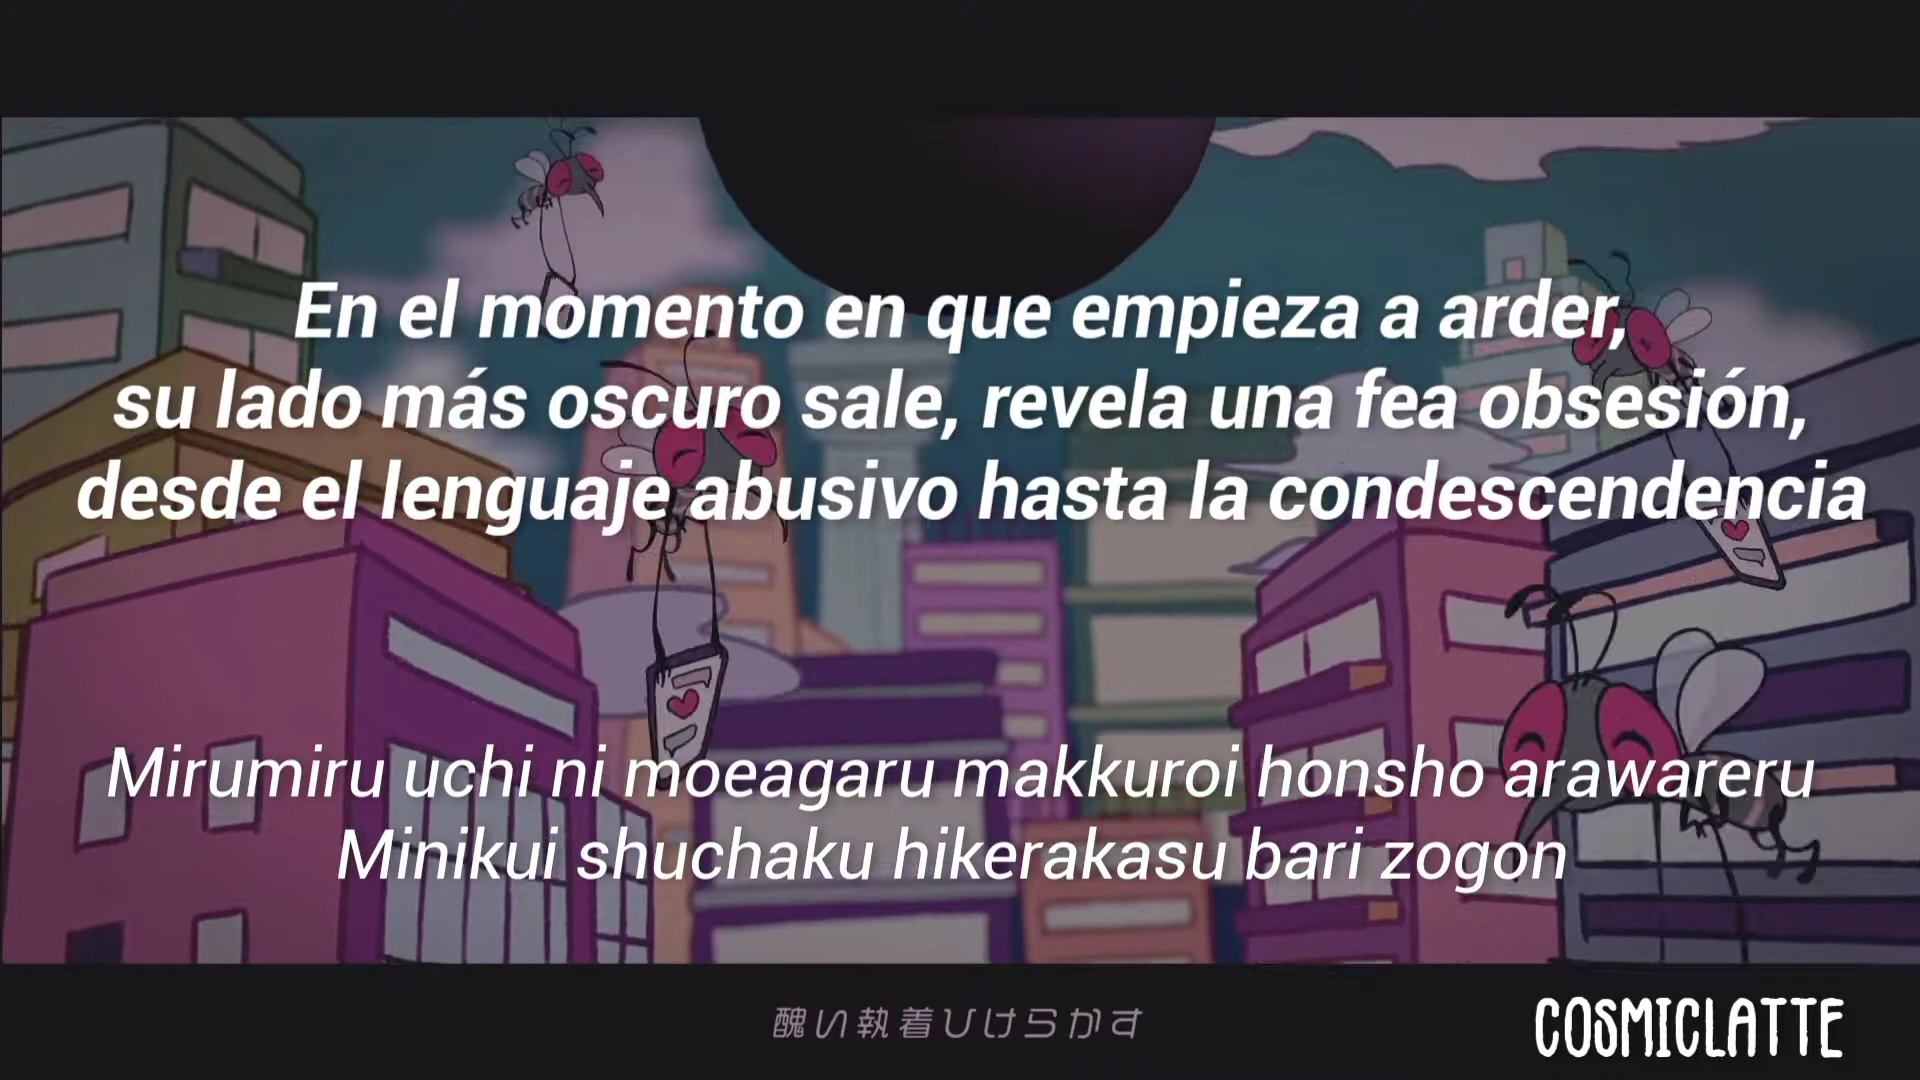 En el momento en que empieza a arder,
su lado más oscuro sale, revela una fea obsesión,
desde el lenguaje abusivo hasta la condescendencia
Mirumiru uchi ni moeagaru makkuroi honsho arawareru
Minikui shuchaku hikerakasu bari zogon
醜い執着ひけらかす
COSMICLATTE